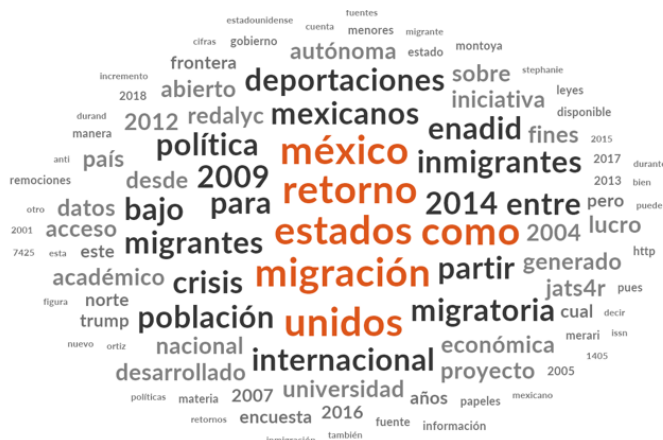 fuentes
estadounidense cuenta menores migrante
cifras gobierno autónoma estado montoya
frontera
incremento abierto deportaciones sobre stephanie
2018 iniciativa leyes
durand 2012 redalyc mexicanos disponible
manera política méxico enadid fines 2015
anti país inmigrantes 2017 durante
remociones desde 2009 retorno 2013 bien
otro datos bajo para 2014 entre pero puede
2001 acceso estados como 2004 lucro
7425 esta este migrantes http
académico crisis migración partir generado
figura norte jats4r pues
trump población unidos migratoria cual decir
nuevo ortiz nacional económica merari issn
desarrollado internacional proyecto 1405
2005
políticas materia 2007 universidad años papeles mexicano
retornos encuesta 2016 fuente información
inmigración también